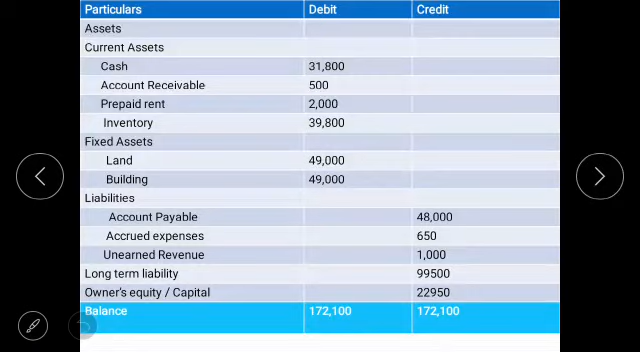 Particulars Debit Credit
Assets
Current Assets
Cash 31,800
Account Receivable 500
Prepaid rent 2,000
Inventory 39,800
Fixed Assets
Land 49,000
Building 49,000
Liabilities
Account Payable 48,000
Accrued expenses 650
Unearned Revenue 1,000
Long term liability 99500
Owner's equity / Capital 22950
Balance 172,100 172,100